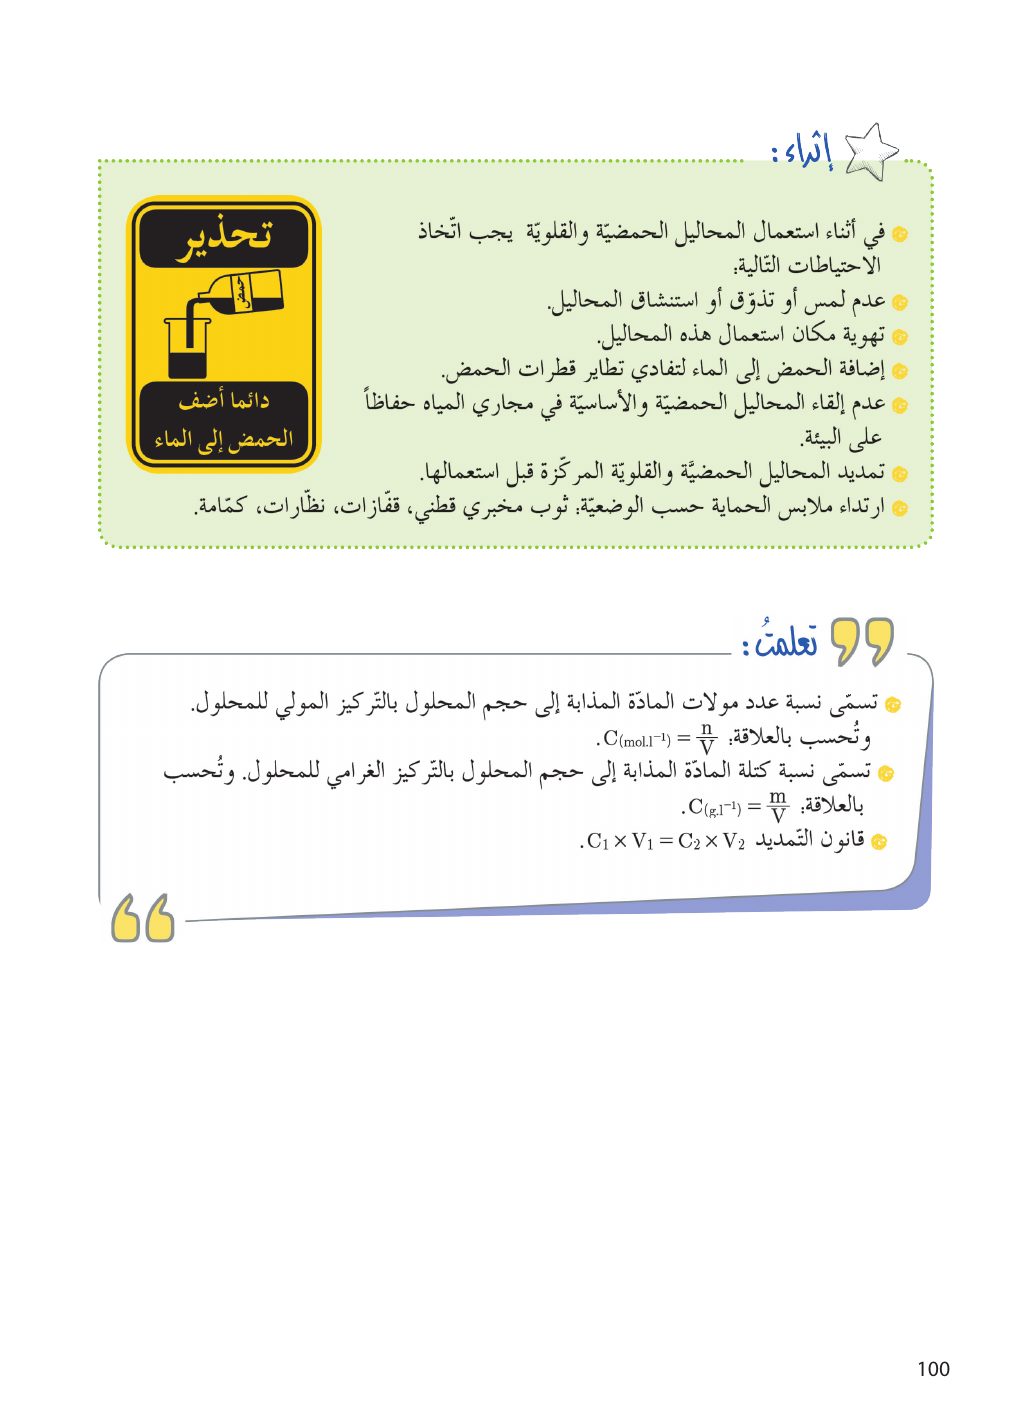 إثراء:
في أثناء استعمال المحاليل الحمضيّة والقلويّة يجب اتّخاذ
الاحتياطات التّالية:
عدم لمس أو تذوّق أو استنشاق المحاليل.
تهوية مكان استعمال هذه المحاليل.
إضافة الحمض إلى الماء لتفادي تطاير قطرات الحمض.
عدم إلقاء المحاليل الحمضيّة والأساسيّة في مجاري المياه حفاظاً
على البيئة.
تمديد المحاليل الحمضيَّة والقلويّة المركّزة قبل استعمالها.
ارتداء ملابس الحماية حسب الوضعيّة: ثوب مخبري قطني، قفّازات، نظّارات، كمّامة.
تحذير
حمض
دائما أضف
الحمض إلى الماء
تعلمتُ:
تسمّى نسبة عدد مولات المادّة المذابة إلى حجم المحلول بالتّركيز المولي للمحلول.
وتُحسب بالعلاقة: C(mol.l⁻¹) = n/V.
تسمّى نسبة كتلة المادّة المذابة إلى حجم المحلول بالتّركيز الغرامي للمحلول. وتُحسب
بالعلاقة: C(g.l⁻¹) = m/V.
قانون التّمديد C₁ × V₁ = C₂ × V₂.
100